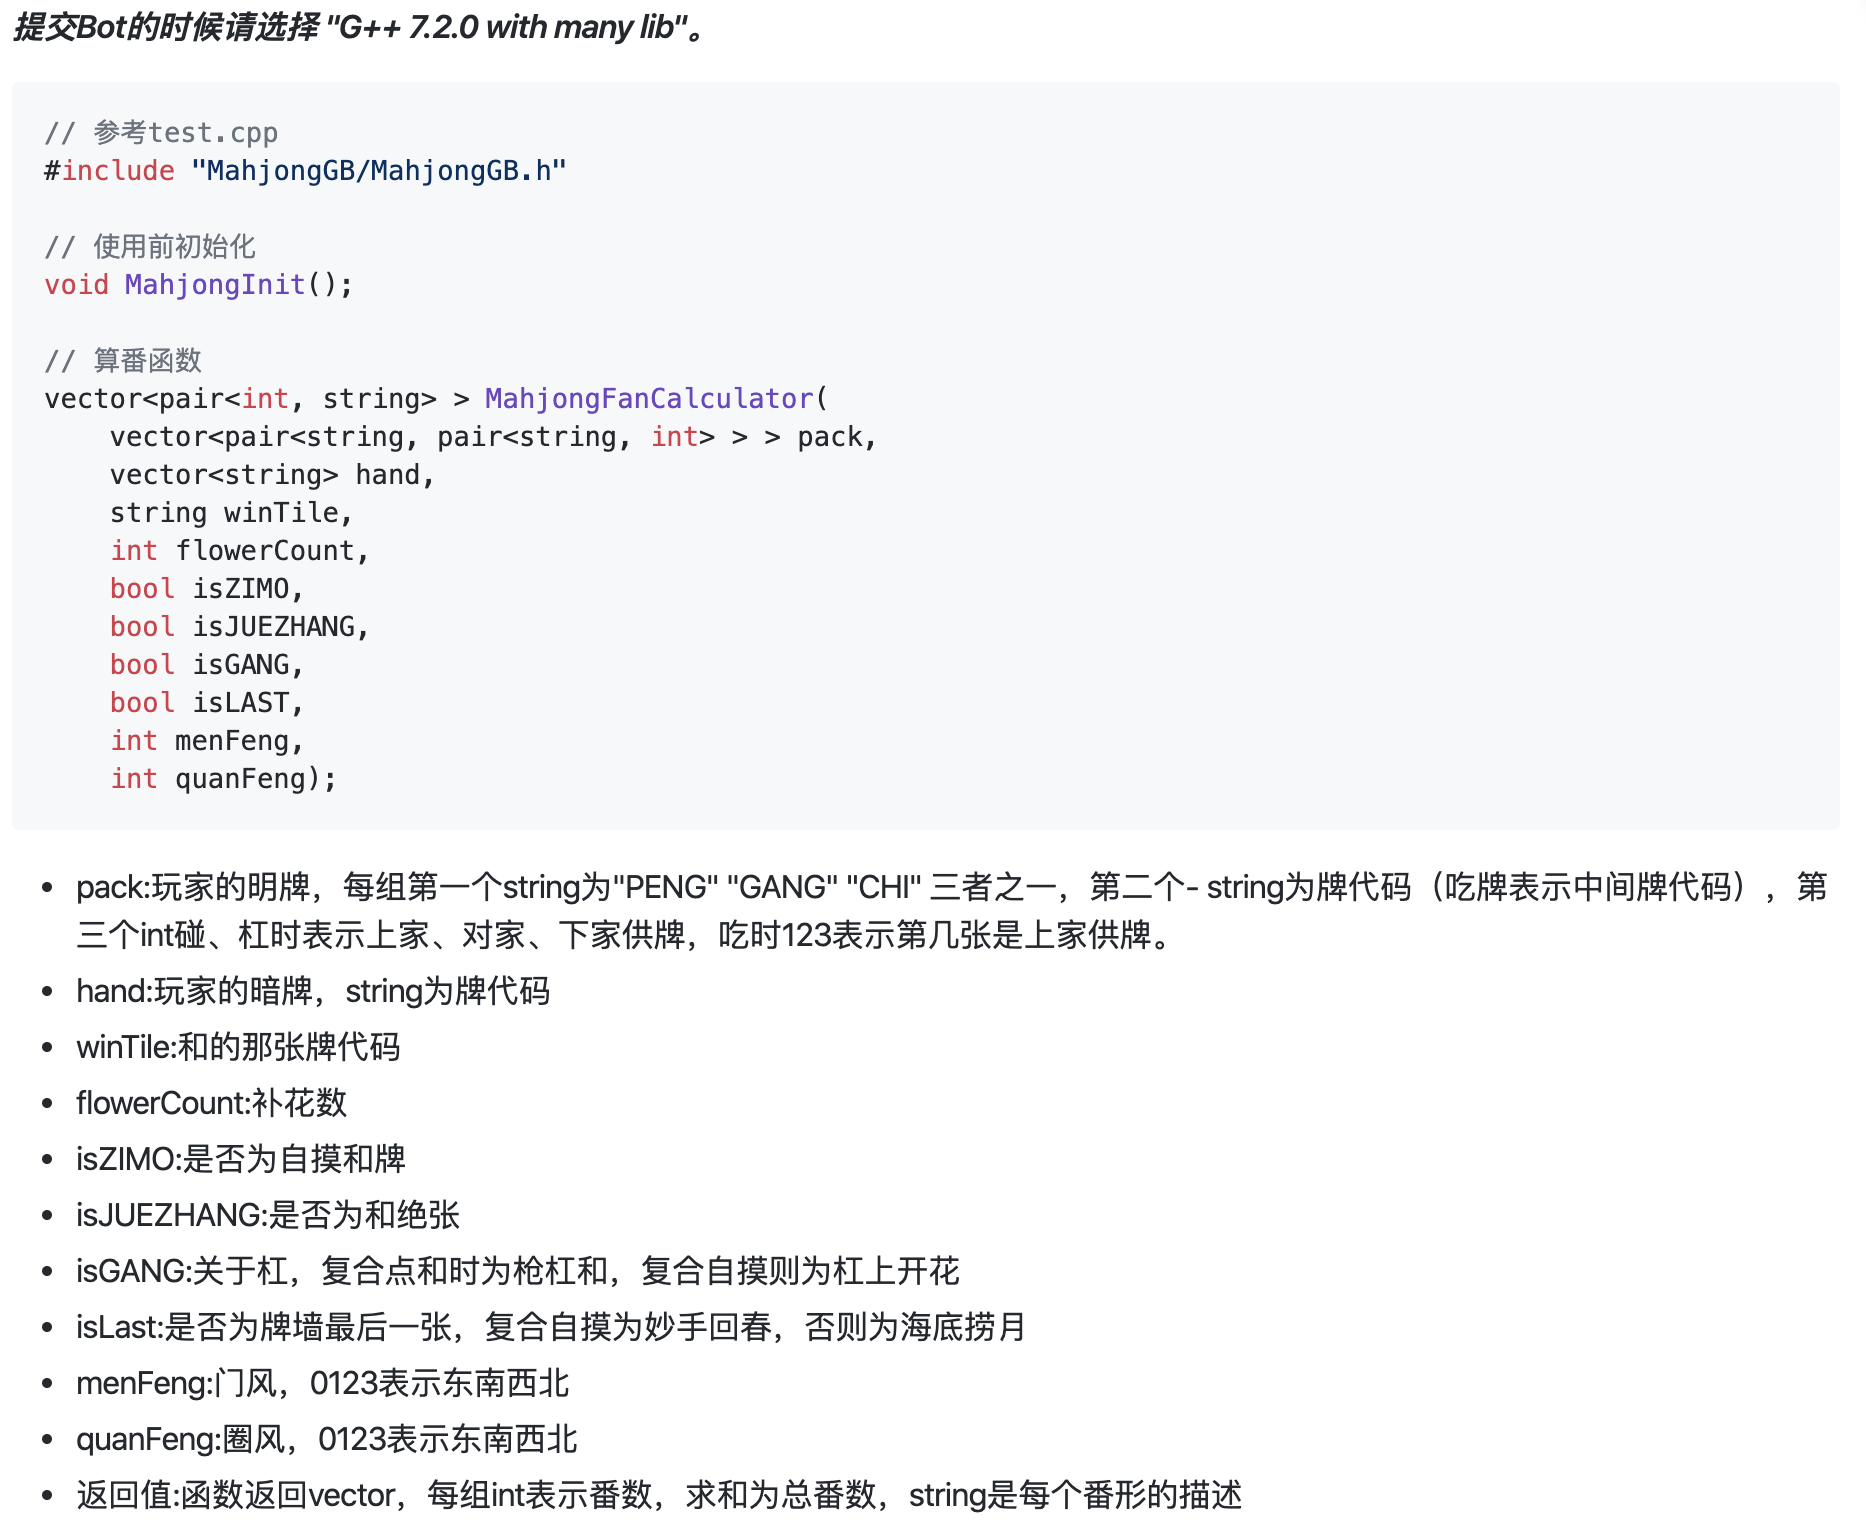 提交Bot的时候请选择 "G++ 7.2.0 with many lib"。
// 参考test.cpp
#include "MahjongGB/MahjongGB.h"
// 使用前初始化
void MahjongInit();
// 算番函数
vector<pair<int, string> > MahjongFanCalculator(
    vector<pair<string, pair<string, int> > > pack,
    vector<string> hand,
    string winTile,
    int flowerCount,
    bool isZIMO,
    bool isJUEZHANG,
    bool isGANG,
    bool isLAST,
    int menFeng,
    int quanFeng);
• pack:玩家的明牌，每组第一个string为"PENG" "GANG" "CHI" 三者之一，第二个- string为牌代码（吃牌表示中间牌代码），第
三个int碰、杠时表示上家、对家、下家供牌，吃时123表示第几张是上家供牌。
• hand:玩家的暗牌，string为牌代码
• winTile:和的那张牌代码
• flowerCount:补花数
• isZIMO:是否为自摸和牌
• isJUEZHANG:是否为和绝张
• isGANG:关于杠，复合点和时为枪杠和，复合自摸则为杠上开花
• isLast:是否为牌墙最后一张，复合自摸为妙手回春，否则为海底捞月
• menFeng:门风，0123表示东南西北
• quanFeng:圈风，0123表示东南西北
• 返回值:函数返回vector，每组int表示番数，求和为总番数，string是每个番形的描述